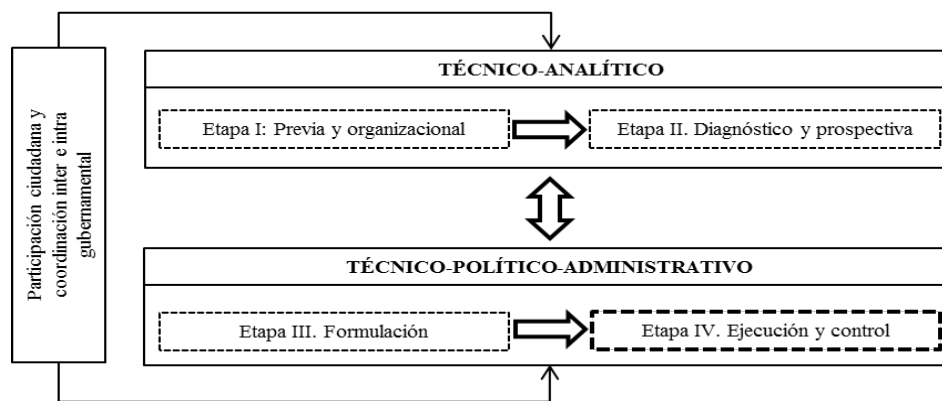 Participación ciudadana y
coordinación inter e intra
gubernamental
TÉCNICO-ANALÍTICO
Etapa I: Previa y organizacional
Etapa II. Diagnóstico y prospectiva
TÉCNICO-POLÍTICO-ADMINISTRATIVO
Etapa III. Formulación
Etapa IV. Ejecución y control